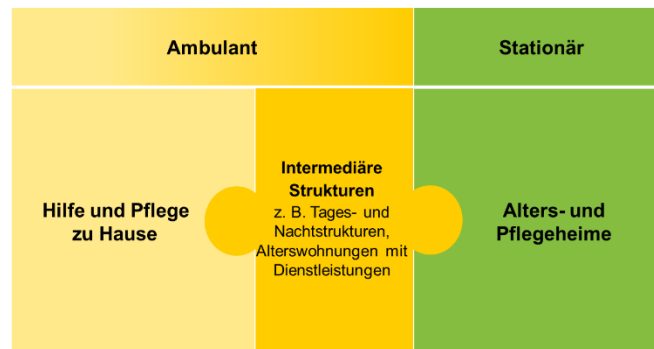 Ambulant
Stationär
Hilfe und Pflege
zu Hause
Intermediäre
Strukturen
z. B. Tages- und
Nachtstrukturen,
Alterswohnungen mit
Dienstleistungen
Alters- und
Pflegeheime